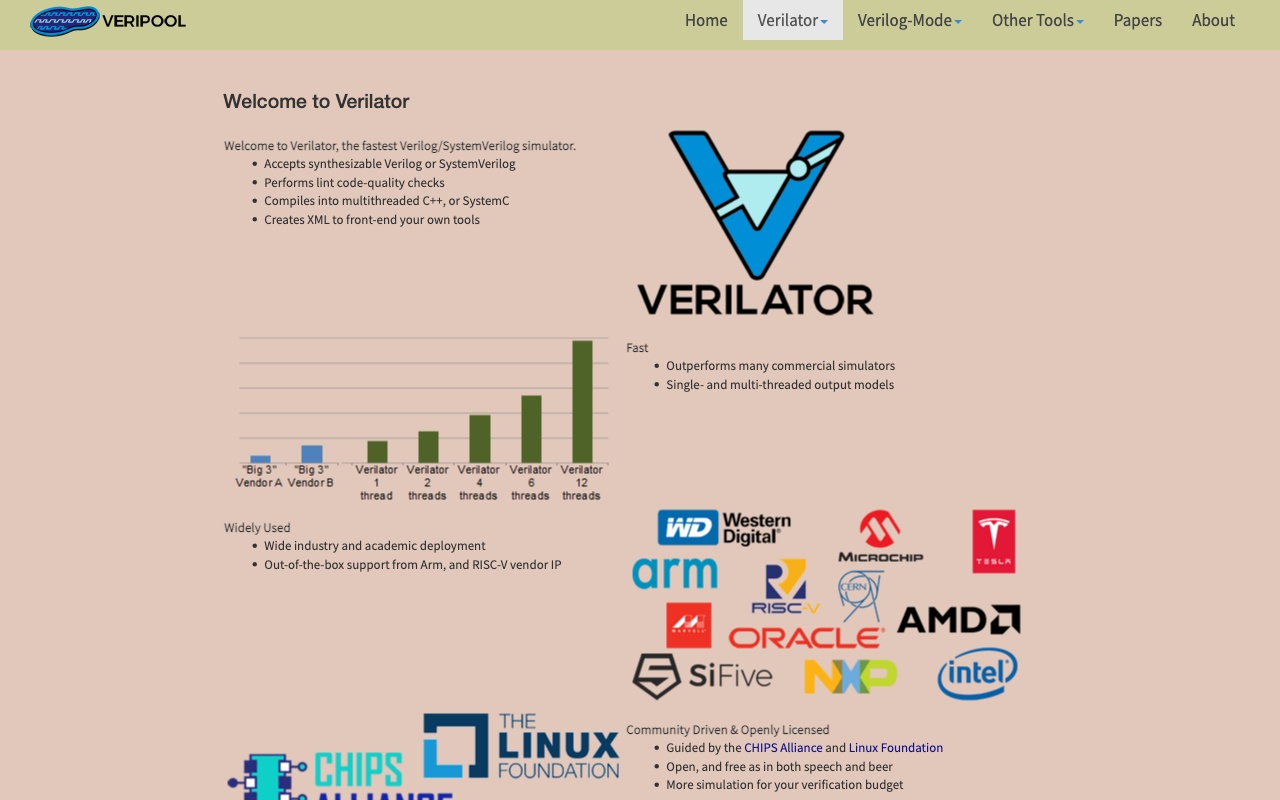 VERIPOOL
Home Verilator Verilog-Mode Other Tools Papers About
Welcome to Verilator
Welcome to Verilator, the fastest Verilog/SystemVerilog simulator.
Accepts synthesizable Verilog or SystemVerilog
Performs lint code-quality checks
Compiles into multithreaded C++, or SystemC
Creates XML to front-end your own tools
VERILATOR
"Big 3" Vendor A
"Big 3" Vendor B
Verilator 1 thread
Verilator 2 threads
Verilator 4 threads
Verilator 6 threads
Verilator 12 threads
Fast
Outperforms many commercial simulators
Single- and multi-threaded output models
Widely Used
Wide industry and academic deployment
Out-of-the-box support from Arm, and RISC-V vendor IP
WD Western Digital®
MICROCHIP
TESLA
arm
RISC-V
CERN
MARVELL
ORACLE®
AMD
SiFive
NXP
intel
THE LINUX FOUNDATION
CHIPS ALLIANCE
Community Driven & Openly Licensed
Guided by the CHIPS Alliance and Linux Foundation
Open, and free as in both speech and beer
More simulation for your verification budget